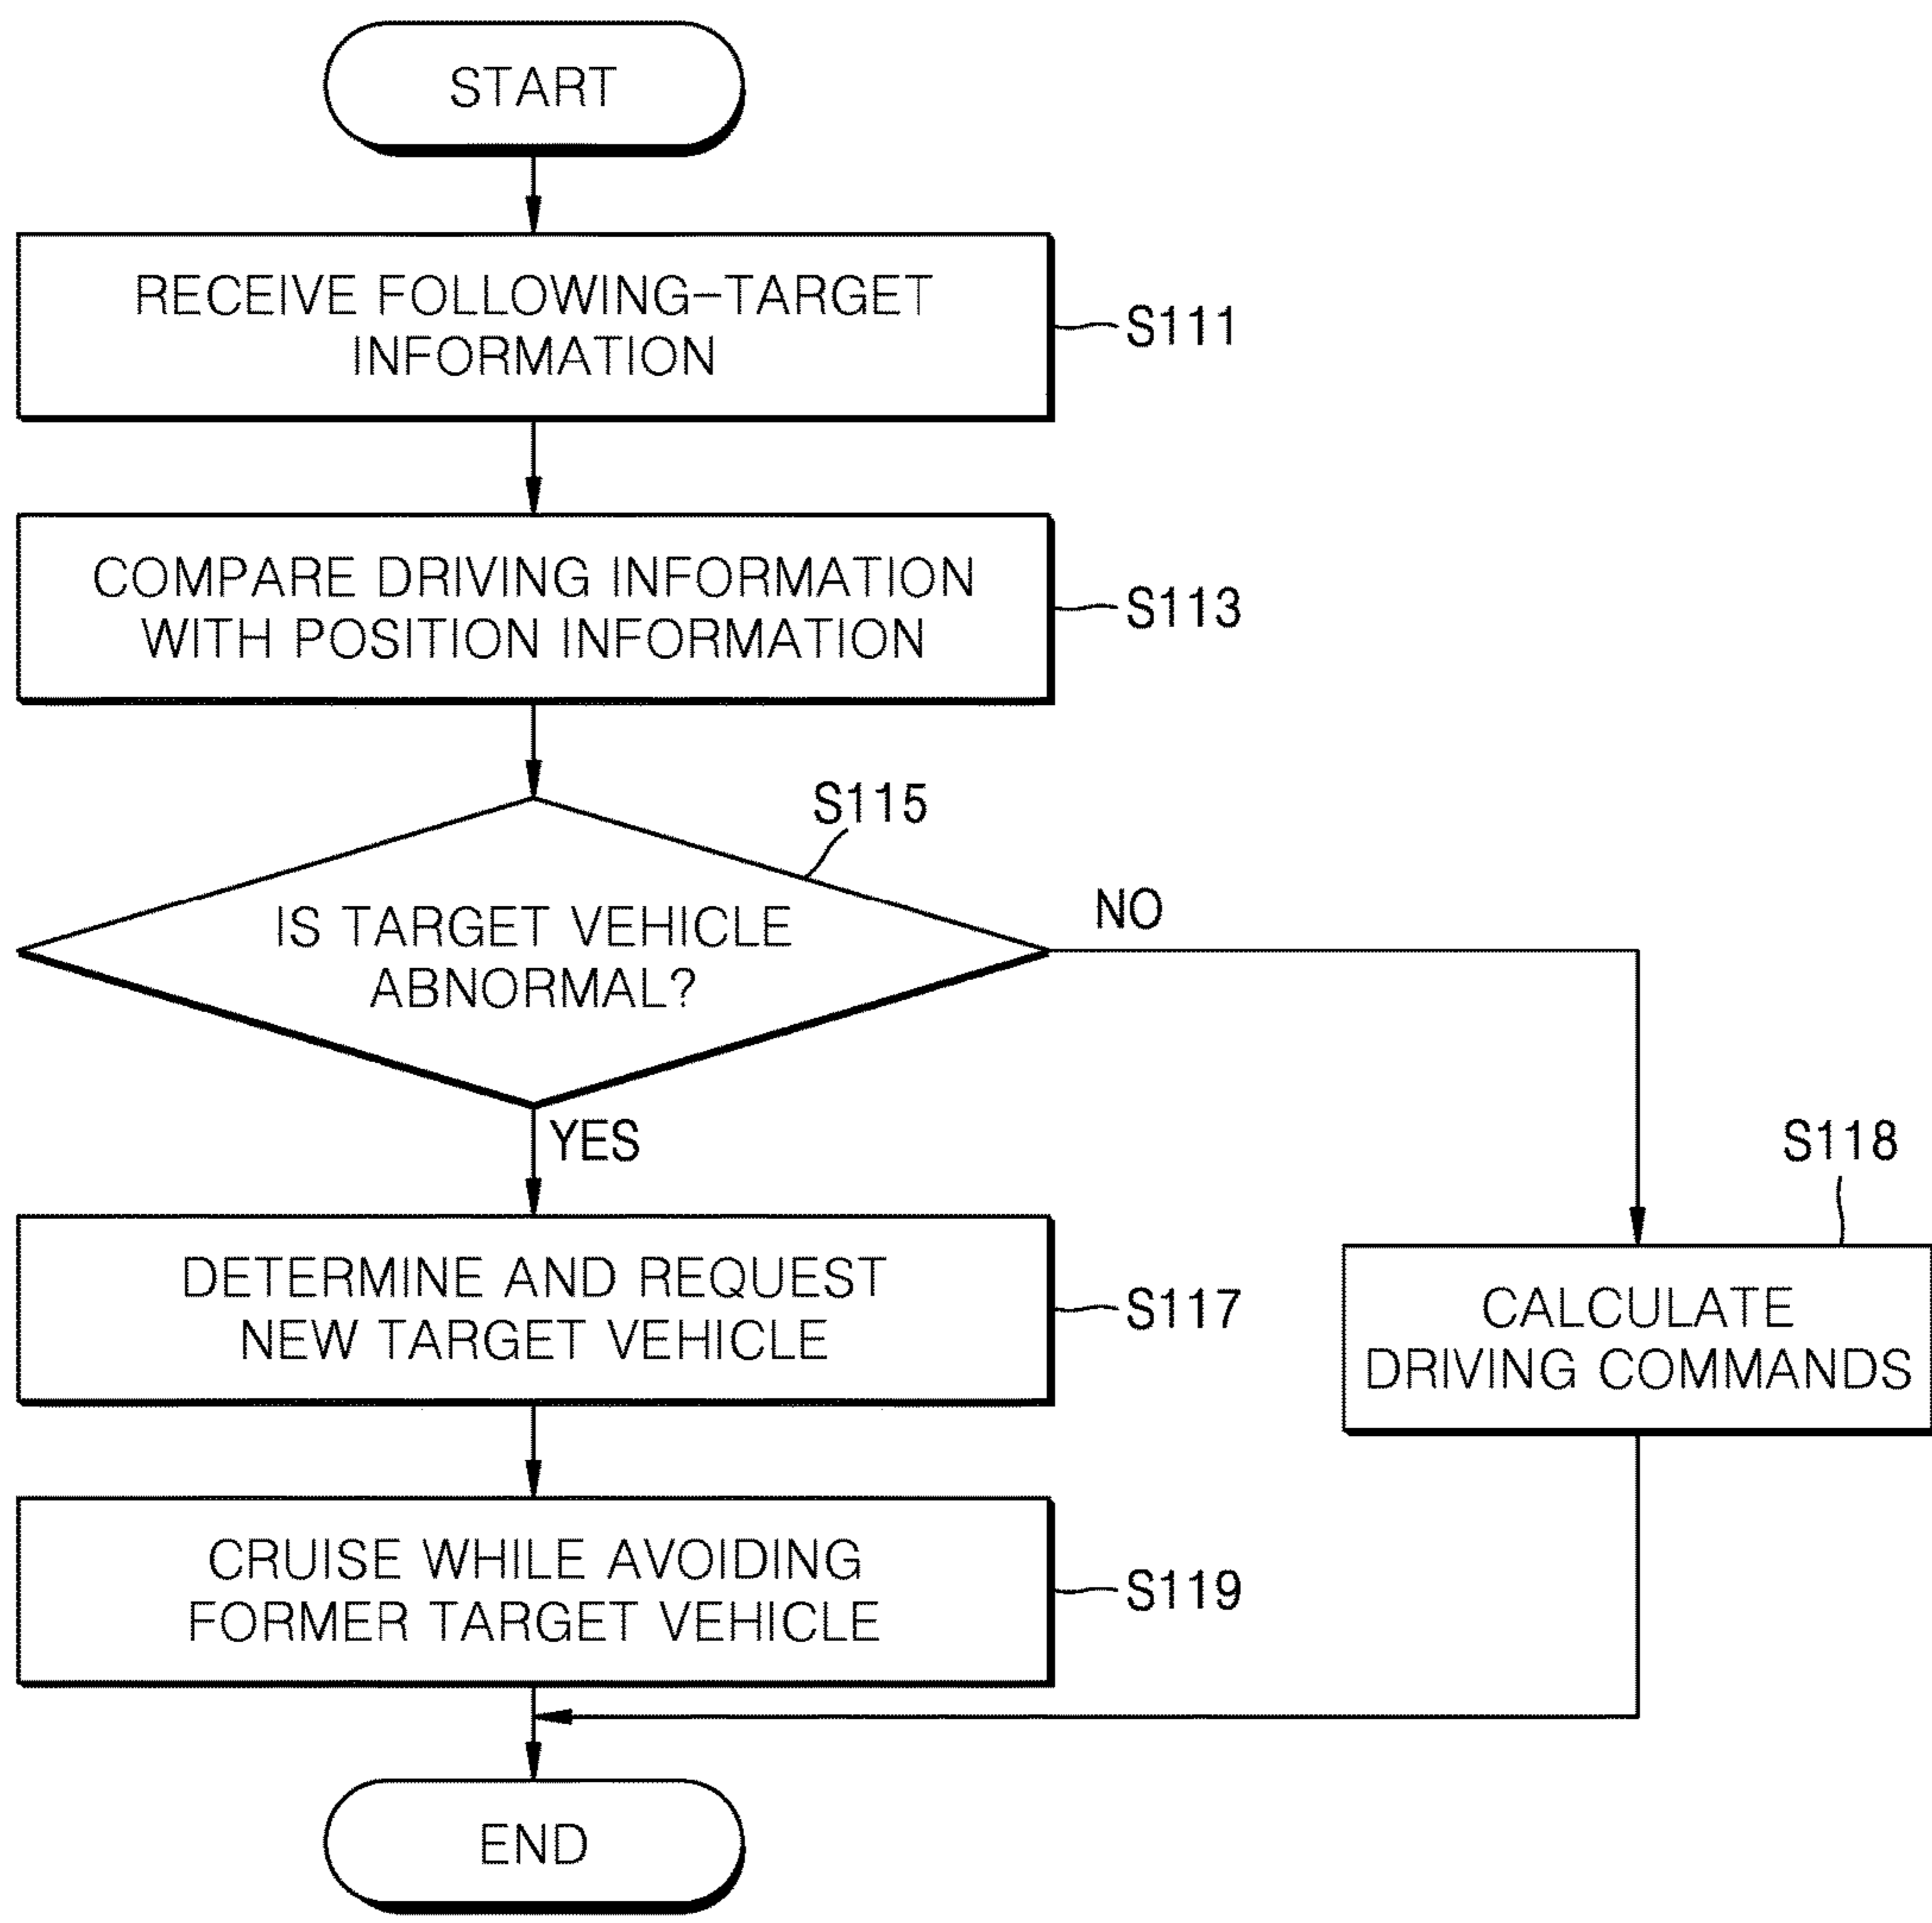 START
RECEIVE FOLLOWING-TARGET
INFORMATION
S111
COMPARE DRIVING INFORMATION
WITH POSITION INFORMATION
S113
S115
IS TARGET VEHICLE
ABNORMAL?
NO
YES
S117
DETERMINE AND REQUEST
NEW TARGET VEHICLE
S118
CALCULATE
DRIVING COMMANDS
CRUISE WHILE AVOIDING
FORMER TARGET VEHICLE
S119
END